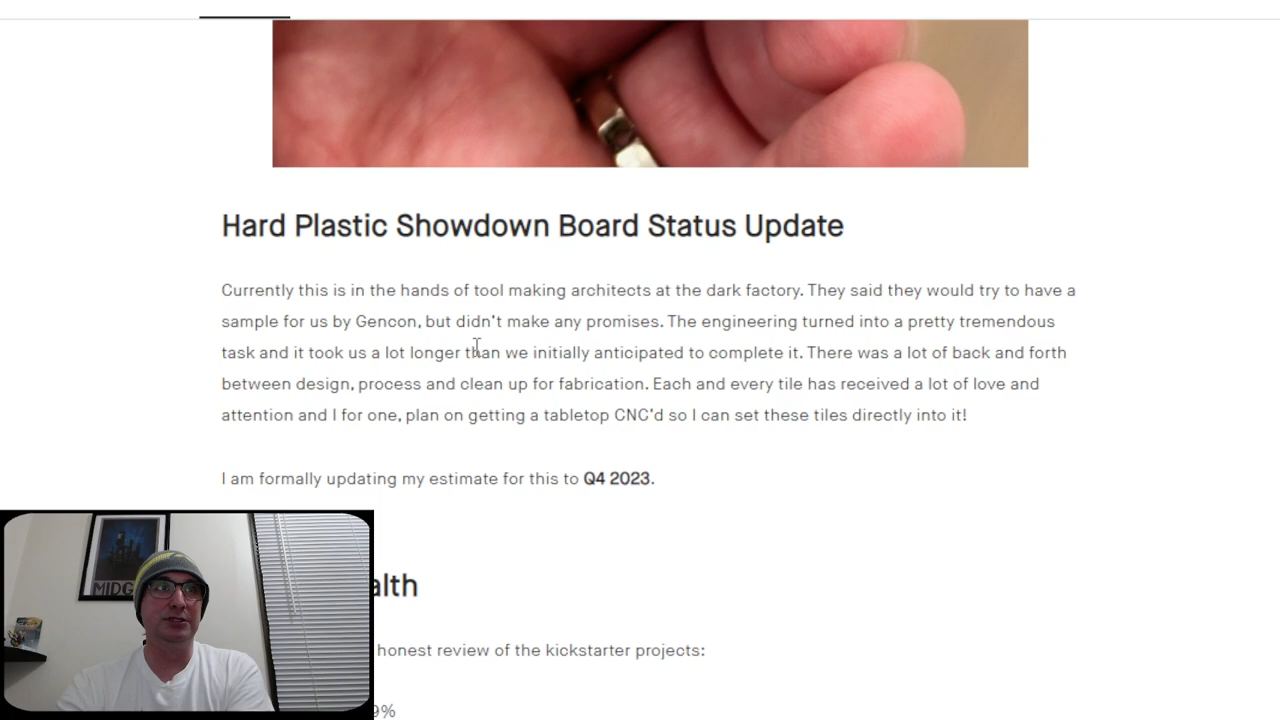 Hard Plastic Showdown Board Status Update
Currently this is in the hands of tool making architects at the dark factory. They said they would try to have a
sample for us by Gencon, but didn't make any promises. The engineering turned into a pretty tremendous
task and it took us a lot longer than we initially anticipated to complete it. There was a lot of back and forth
between design, process and clean up for fabrication. Each and every tile has received a lot of love and
attention and I for one, plan on getting a tabletop CNC'd so I can set these tiles directly into it!
I am formally updating my estimate for this to Q4 2023.
alth
honest review of the kickstarter projects:
9%
MIDG